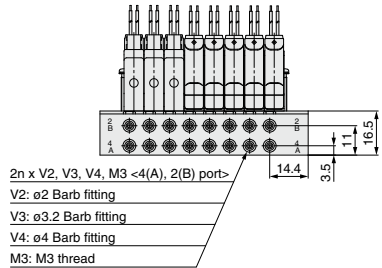 2
B
2
B
4
A
4
A
14.4
3.5
11
16.5
2n x V2, V3, V4, M3 <4(A), 2(B) port>
V2: ø2 Barb fitting
V3: ø3.2 Barb fitting
V4: ø4 Barb fitting
M3: M3 thread